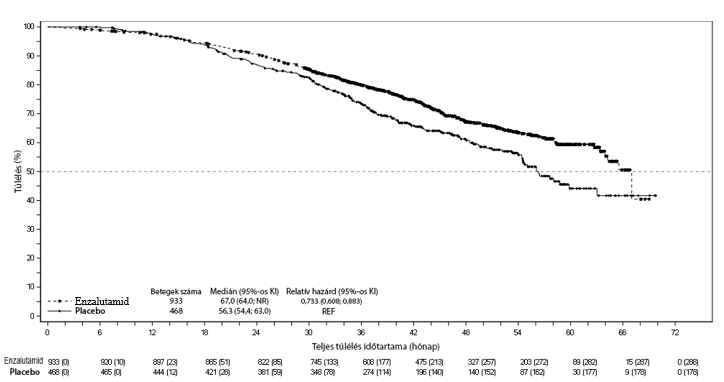 Túlélés (%)
100
90
80
70
60
50
40
30
20
10
0
Betegek száma Medián (95%-os KI) Relatív hazárd (95%-os KI)
Enzalutamid 933 67,0 (64,0; NR) 0,733 (0,608; 0,883)
Placebo 468 56,3 (54,4; 63,0) REF
0 6 12 18 24 30 36 42 48 54 60 66 72
Teljes túlélés időtartama (hónap)
Enzalutamid 933 (0) 920 (10) 897 (23) 865 (51) 822 (85) 745 (133) 608 (177) 475 (213) 327 (257) 203 (272) 89 (282) 15 (287) 0 (288)
Placebo 468 (0) 465 (0) 444 (12) 421 (28) 381 (59) 348 (78) 274 (114) 196 (140) 140 (152) 87 (162) 30 (177) 9 (178) 0 (178)